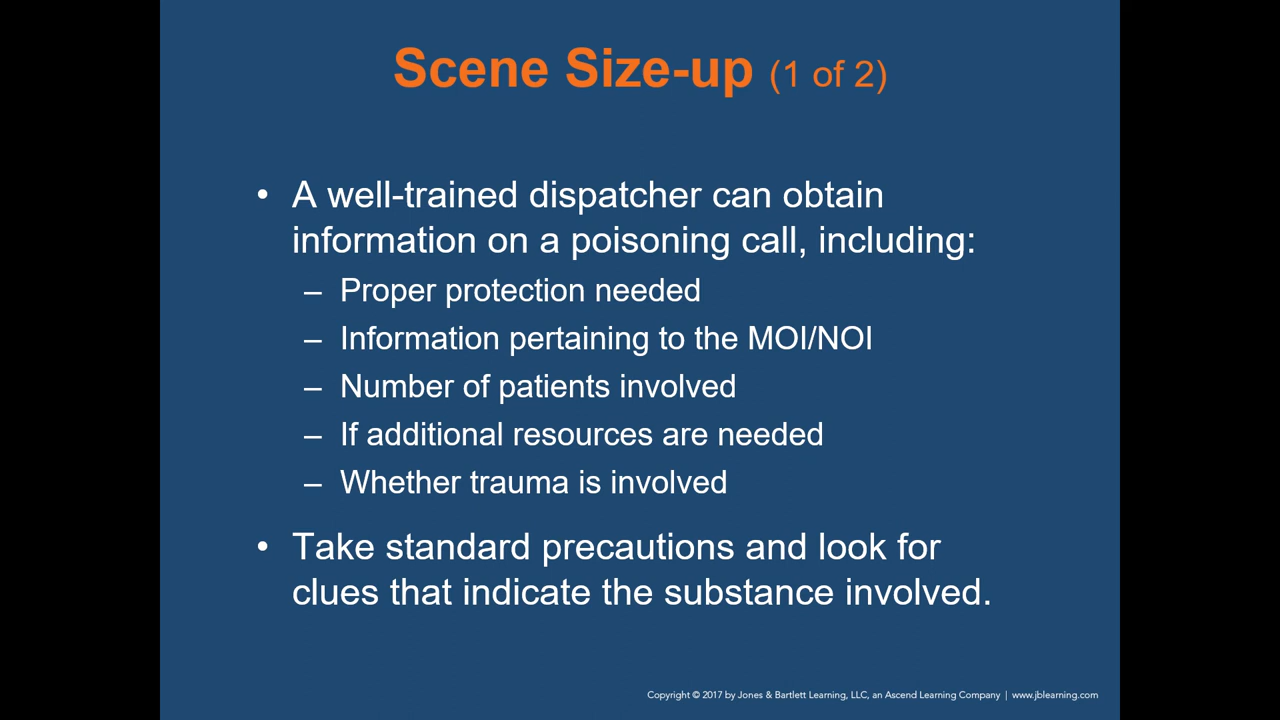 Scene Size-up (1 of 2)
• A well-trained dispatcher can obtain
information on a poisoning call, including:
– Proper protection needed
– Information pertaining to the MOI/NOI
– Number of patients involved
– If additional resources are needed
– Whether trauma is involved
• Take standard precautions and look for
clues that indicate the substance involved.
Copyright © 2017 by Jones & Bartlett Learning, LLC, an Ascend Learning Company | www.jblearning.com